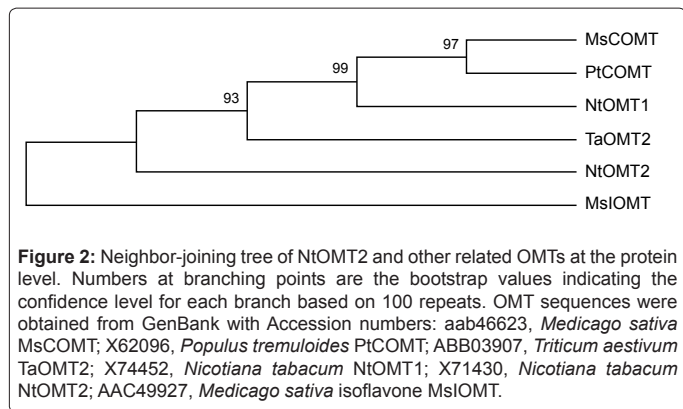 97
MsCOMT
99
PtCOMT
93
NtOMT1
TaOMT2
NtOMT2
MsIOMT
Figure 2: Neighbor-joining tree of NtOMT2 and other related OMTs at the protein
level. Numbers at branching points are the bootstrap values indicating the
confidence level for each branch based on 100 repeats. OMT sequences were
obtained from GenBank with Accession numbers: aab46623, Medicago sativa
MsCOMT; X62096, Populus tremuloides PtCOMT; ABB03907, Triticum aestivum
TaOMT2; X74452, Nicotiana tabacum NtOMT1; X71430, Nicotiana tabacum
NtOMT2; AAC49927, Medicago sativa isoflavone MsIOMT.